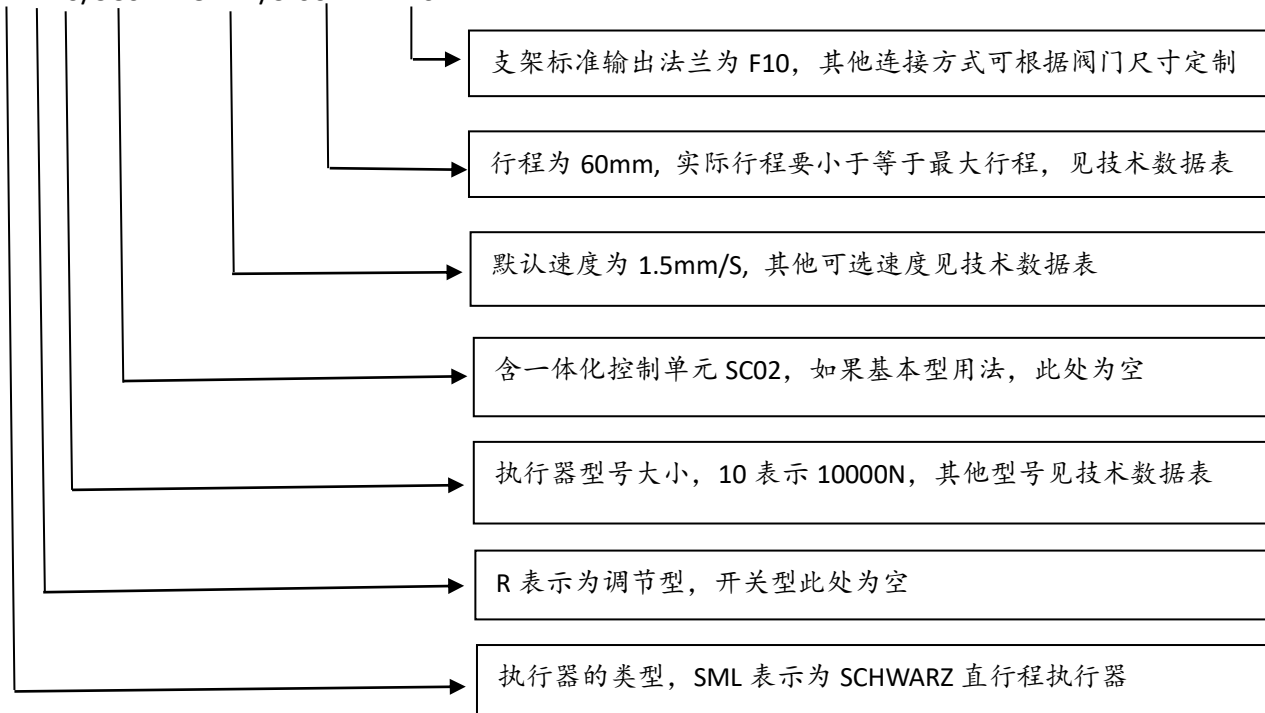 支架标准输出法兰为 F10，其他连接方式可根据阀门尺寸定制
行程为 60mm, 实际行程要小于等于最大行程，见技术数据表
默认速度为 1.5mm/S, 其他可选速度见技术数据表
含一体化控制单元 SC02，如果基本型用法，此处为空
执行器型号大小，10 表示 10000N，其他型号见技术数据表
R 表示为调节型，开关型此处为空
执行器的类型，SML 表示为 SCHWARZ 直行程执行器